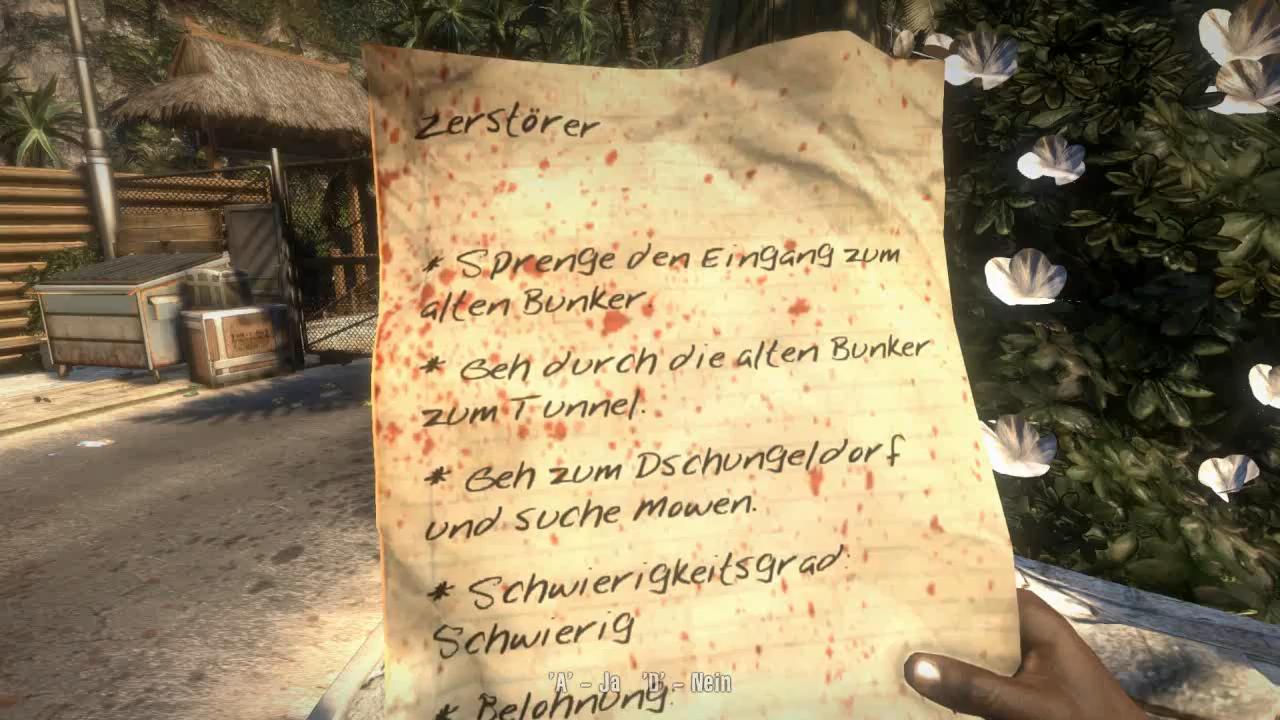 Zerstörer
* Sprenge den Eingang zum
alten Bunker.
* Geh durch die alten Bunker
zum Tunnel.
* Geh zum Dschungeldorf
und suche Mowen.
* Schwierigkeitsgrad:
Schwierig
* Belohnung:
'A' - Ja 'D' - Nein